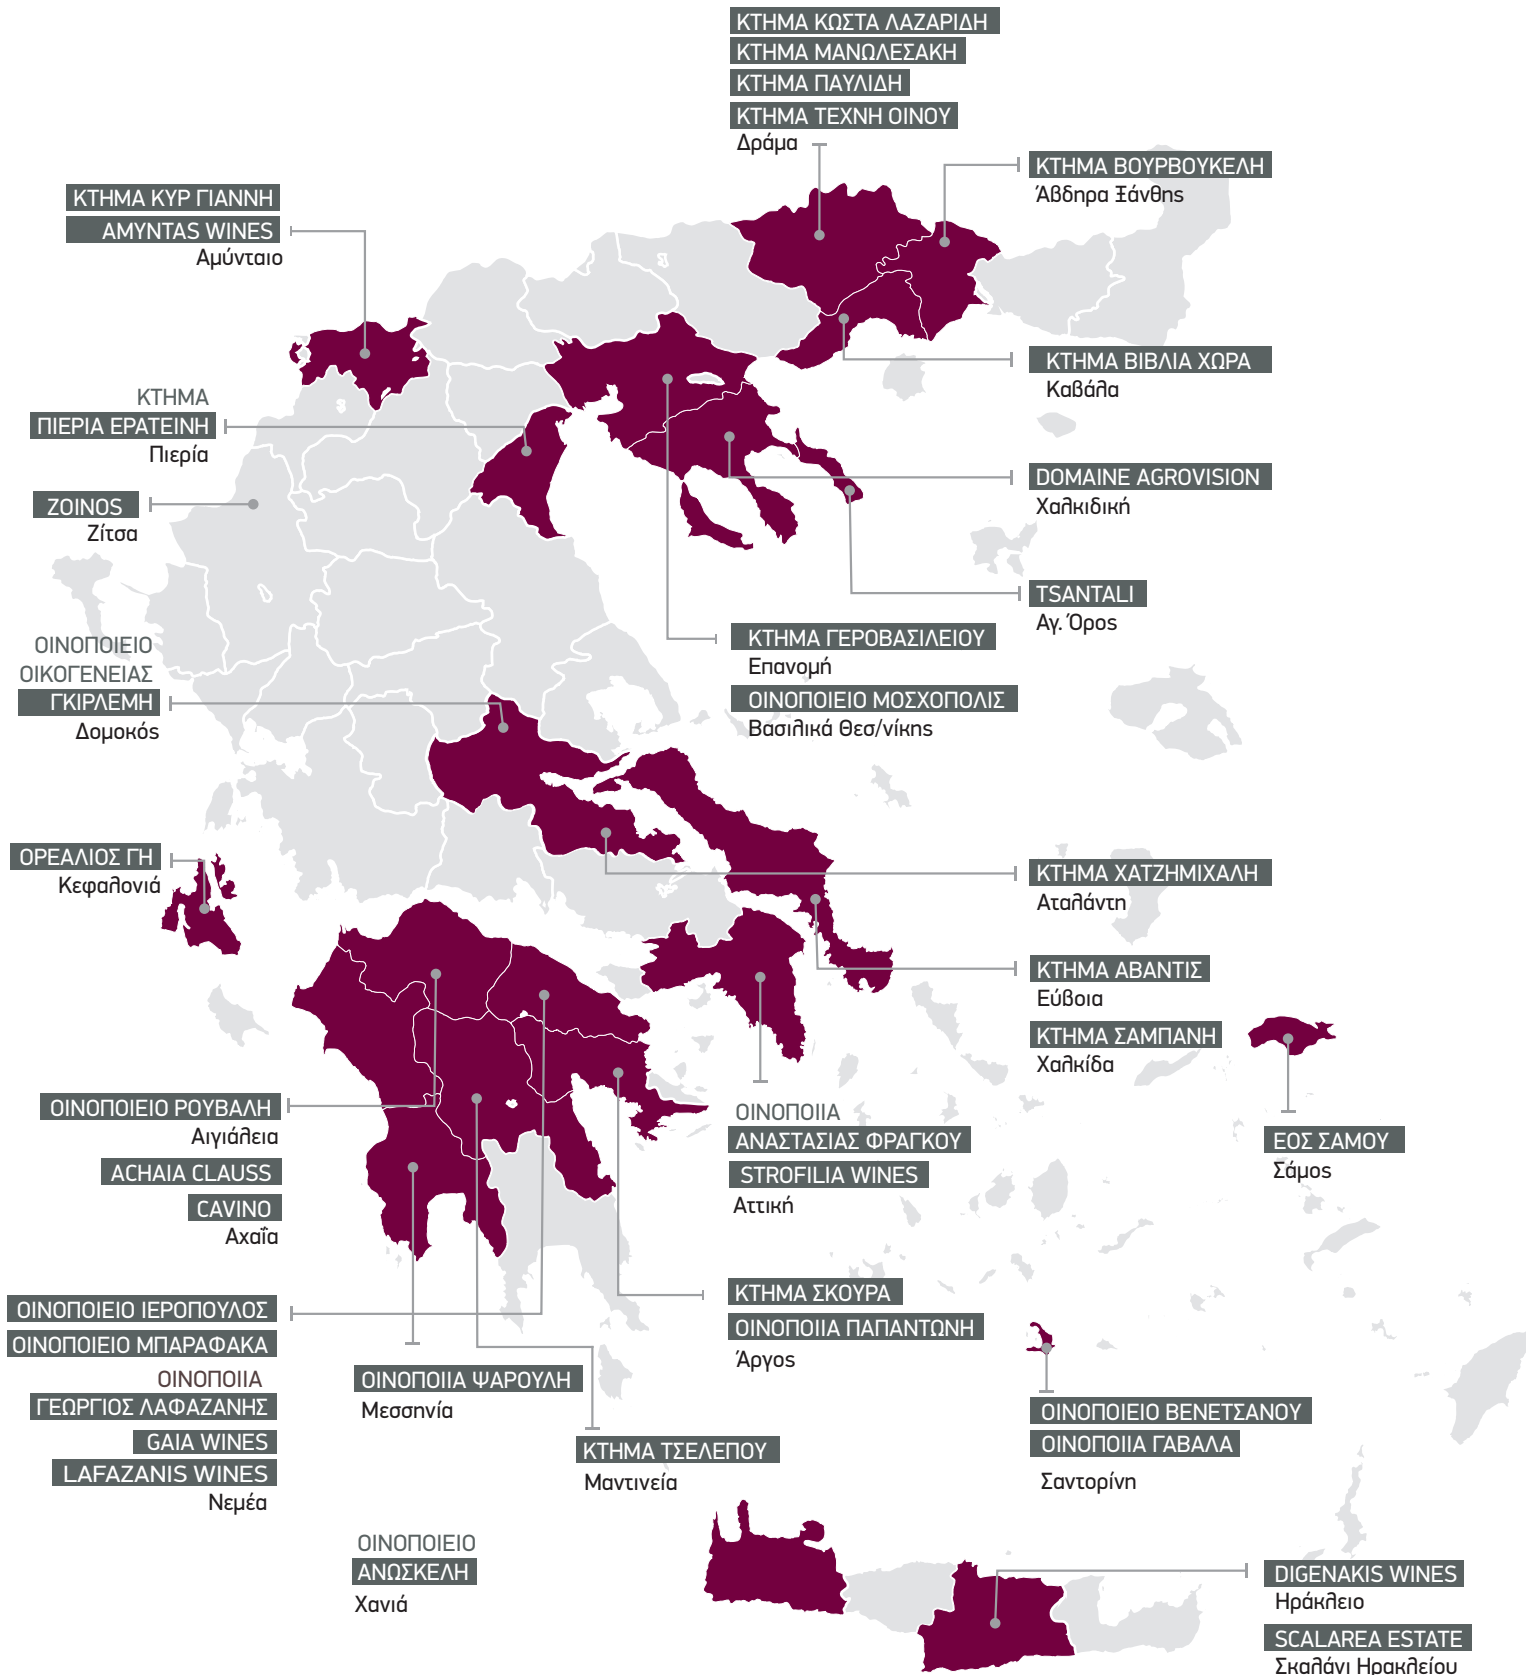 ΚΤΗΜΑ ΚΩΣΤΑ ΛΑΖΑΡΙΔΗ
ΚΤΗΜΑ ΜΑΝΩΛΕΣΑΚΗ
ΚΤΗΜΑ ΠΑΥΛΙΔΗ
ΚΤΗΜΑ ΤΕΧΝΗ ΟΙΝΟΥ
Δράμα
ΚΤΗΜΑ ΒΟΥΡΒΟΥΚΕΛΗ
Άβδηρα Ξάνθης
ΚΤΗΜΑ ΚΥΡ ΓΙΑΝΝΗ
AMYNTAS WINES
Αμύνταιο
ΚΤΗΜΑ ΒΙΒΛΙΑ ΧΩΡΑ
Καβάλα
ΚΤΗΜΑ
ΠΙΕΡΙΑ ΕΡΑΤΕΙΝΗ
Πιερία
DOMAINE AGROVISION
Χαλκιδική
ZOINOS
Ζίτσα
TSANTALI
Αγ. Όρος
ΚΤΗΜΑ ΓΕΡΟΒΑΣΙΛΕΙΟΥ
Επανομή
ΟΙΝΟΠΟΙΕΙΟ ΜΟΣΧΟΠΟΛΙΣ
Βασιλικά Θεσ/νίκης
ΟΙΝΟΠΟΙΕΙΟ
ΟΙΚΟΓΕΝΕΙΑΣ
ΓΚΙΡΛΕΜΗ
Δομοκός
ΟΡΕΑΛΙΟΣ ΓΗ
Κεφαλονιά
ΚΤΗΜΑ ΧΑΤΖΗΜΙΧΑΛΗ
Αταλάντη
ΚΤΗΜΑ ΑΒΑΝΤΙΣ
Εύβοια
ΚΤΗΜΑ ΣΑΜΠΑΝΗ
Χαλκίδα
ΟΙΝΟΠΟΙΕΙΟ ΡΟΥΒΑΛΗ
Αιγιάλεια
ACHAIA CLAUSS
CAVINO
Αχαΐα
ΟΙΝΟΠΟΙΙΑ
ΑΝΑΣΤΑΣΙΑΣ ΦΡΑΓΚΟΥ
STROFILIA WINES
Αττική
ΕΟΣ ΣΑΜΟΥ
Σάμος
ΟΙΝΟΠΟΙΕΙΟ ΙΕΡΟΠΟΥΛΟΣ
ΟΙΝΟΠΟΙΕΙΟ ΜΠΑΡΑΦΑΚΑ
ΟΙΝΟΠΟΙΙΑ
ΓΕΩΡΓΙΟΣ ΛΑΦΑΖΑΝΗΣ
GAIA WINES
LAFAZANIS WINES
Νεμέα
ΚΤΗΜΑ ΣΚΟΥΡΑ
ΟΙΝΟΠΟΙΙΑ ΠΑΠΑΝΤΩΝΗ
Άργος
ΟΙΝΟΠΟΙΙΑ ΨΑΡΟΥΛΗ
Μεσσηνία
ΚΤΗΜΑ ΤΣΕΛΕΠΟΥ
Μαντινεία
ΟΙΝΟΠΟΙΕΙΟ ΒΕΝΕΤΣΑΝΟΥ
ΟΙΝΟΠΟΙΙΑ ΓΑΒΑΛΑ
Σαντορίνη
ΟΙΝΟΠΟΙΕΙΟ
ΑΝΩΣΚΕΛΗ
Χανιά
DIGENAKIS WINES
Ηράκλειο
SCALAREA ESTATE
Σκαλάνι Ηρακλείου